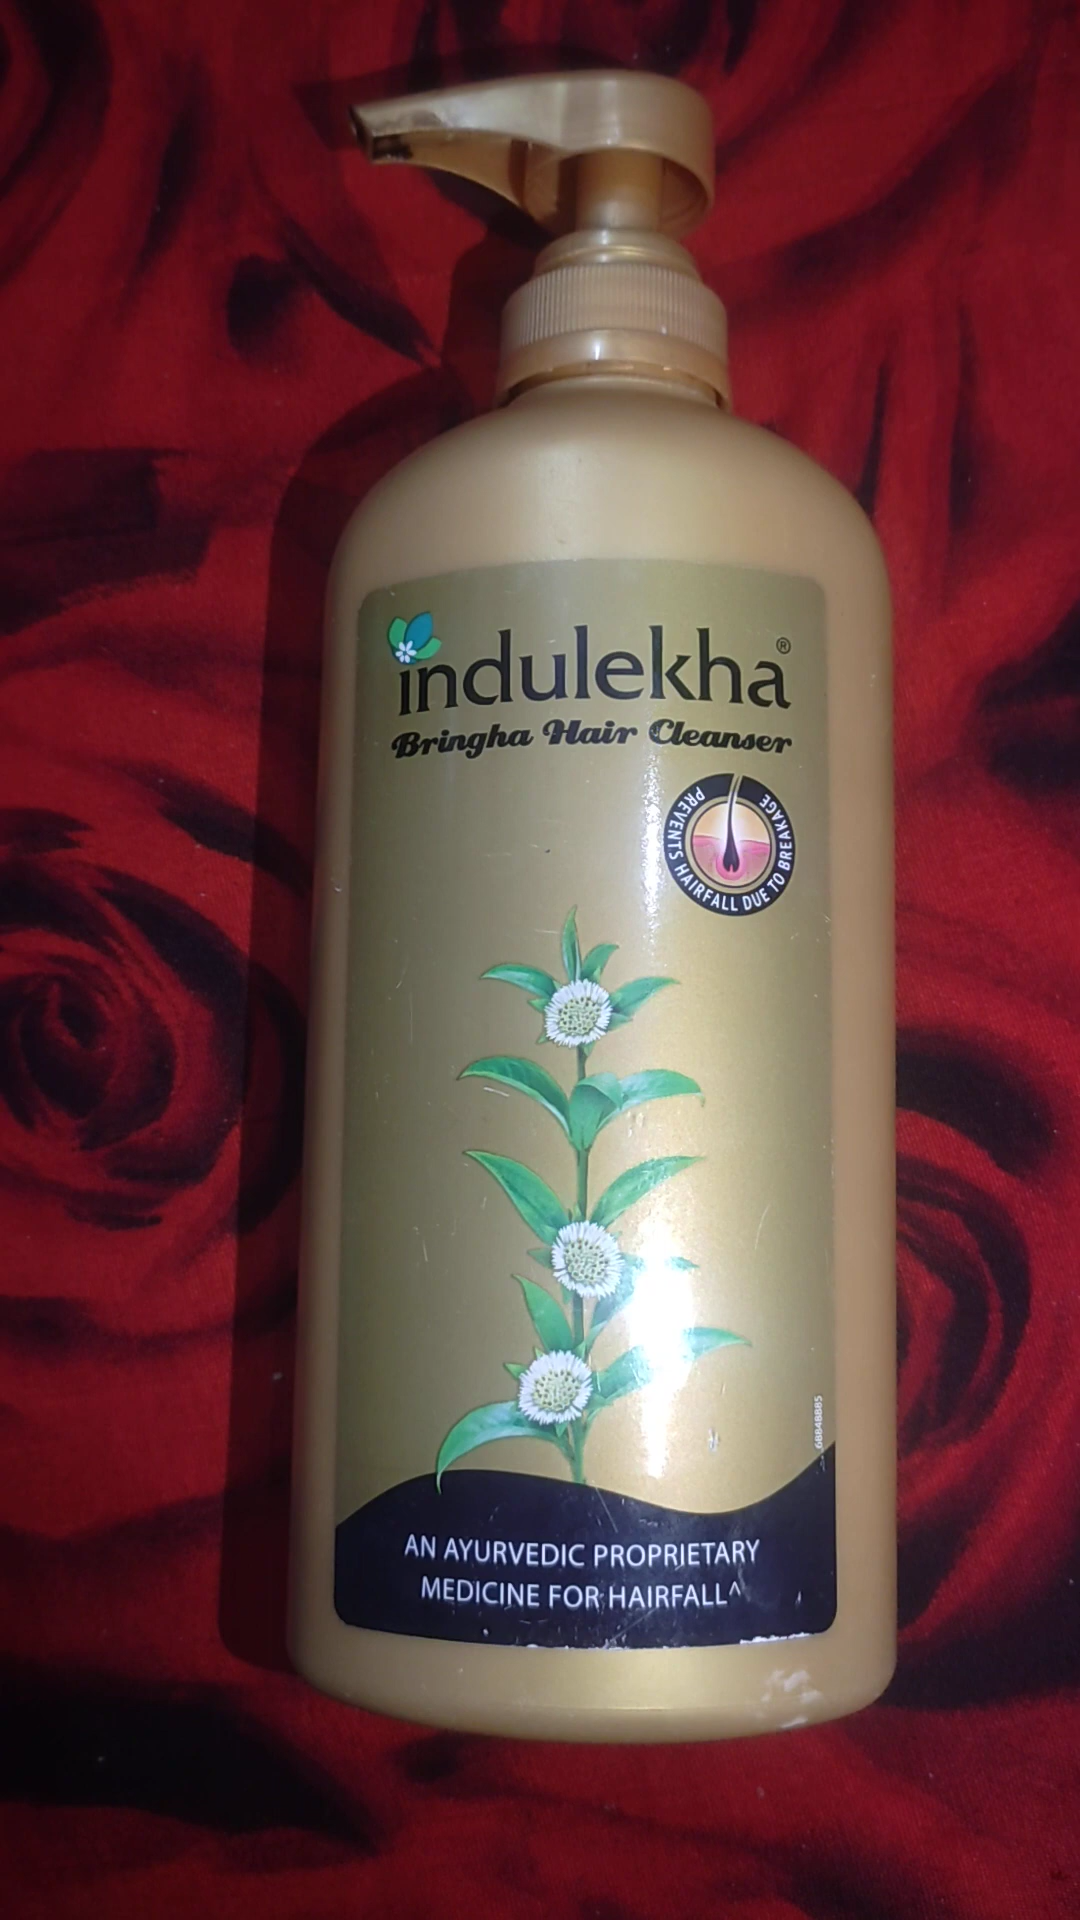 indulekha®
Bringha Hair Cleanser
PREVENTS HAIRFALL DUE TO BREAKAGE
68848885
AN AYURVEDIC PROPRIETARY
MEDICINE FOR HAIRFALL^